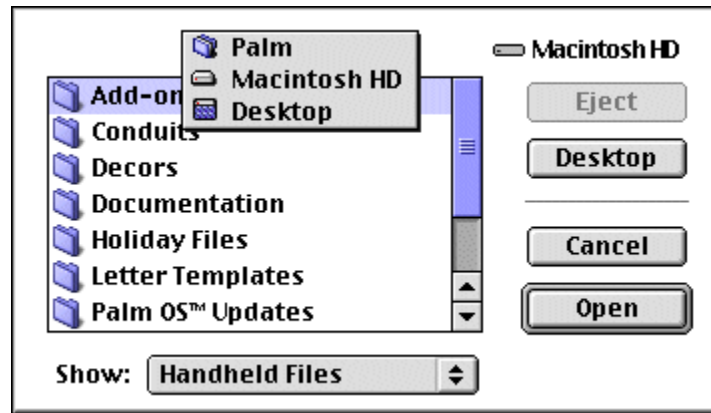 Palm
Macintosh HD
Desktop
Macintosh HD
Add-on
Conduits
Decors
Documentation
Holiday Files
Letter Templates
Palm OS™ Updates
Eject
Desktop
Cancel
Open
Show: Handheld Files